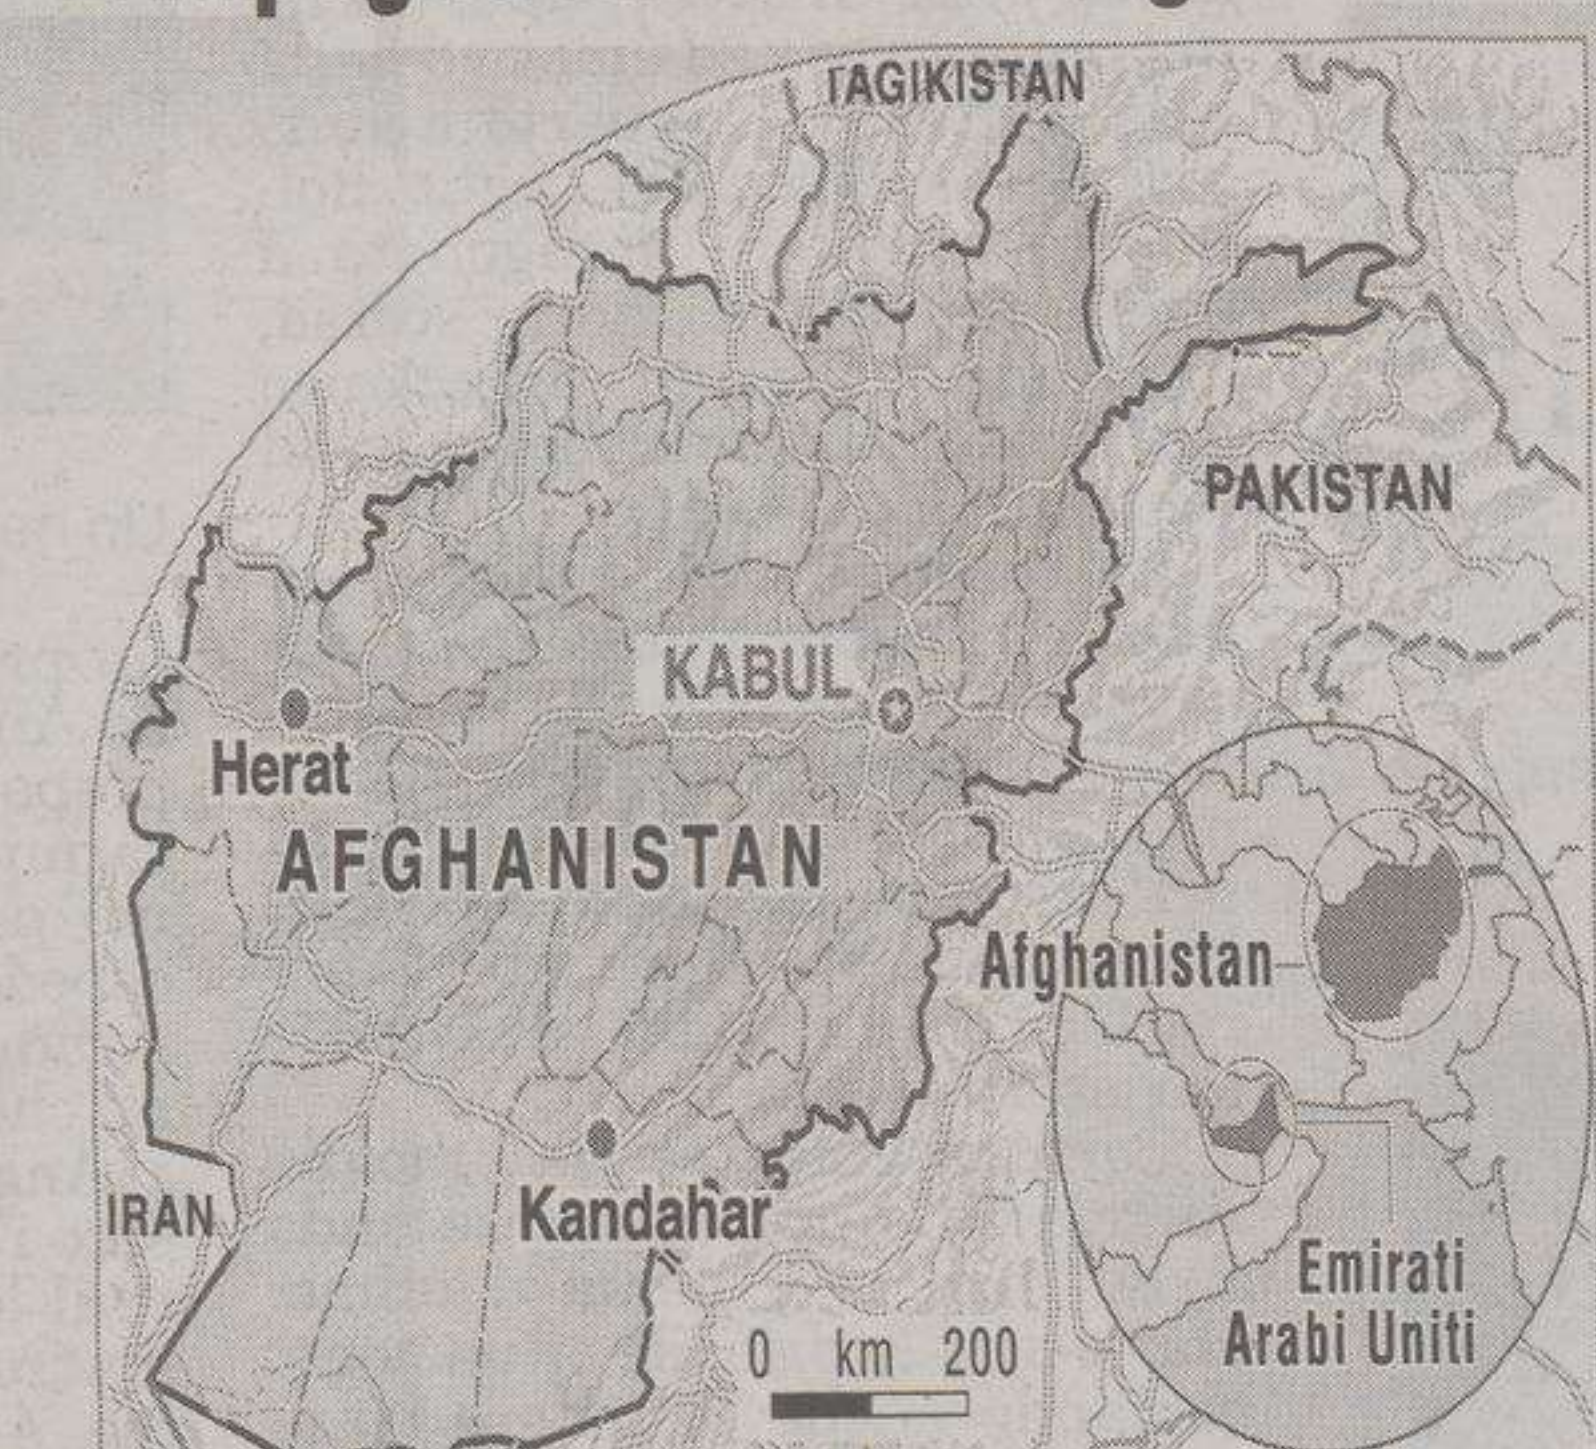 TAGIKISTAN
PAKISTAN
KABUL
Herat
AFGHANISTAN
Afghanistan
IRAN
Kandahar
Emirati
Arabi Uniti
0 km 200